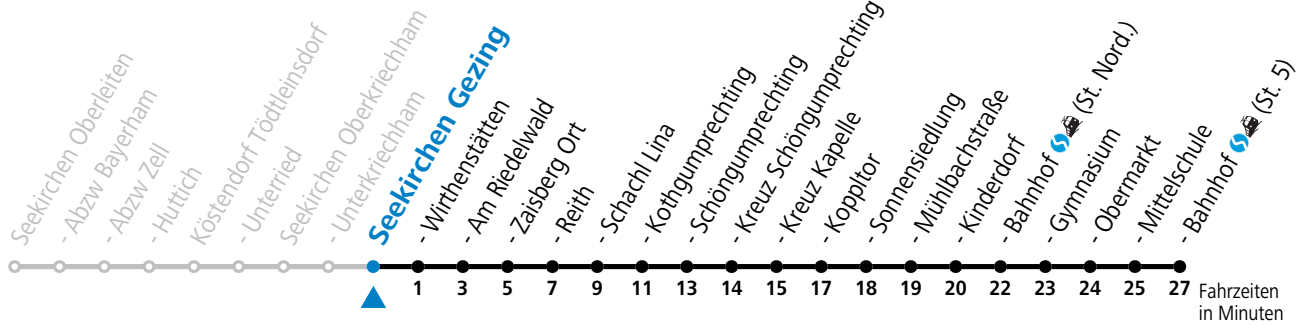 Seekirchen Oberleiten
- Abzw Bayerham
- Abzw Zell
- Huttich
Köstendorf Tödtleinsdorf
- Unterried
Seekirchen Oberkriechham
- Unterkriechham
Seekirchen Gezing
- Wirthenstätten
- Am Riedelwald
- Zaisberg Ort
- Reith
- Schachl Lina
- Kothgumprechting
- Schöngumprechting
- Kreuz Schöngumprechting
- Kreuz Kapelle
- Koppltor
- Sonnensiedlung
- Mühlbachstraße
- Kinderdorf
- Bahnhof S (St. Nord.)
- Gymnasium
- Obermarkt
- Mittelschule
- Bahnhof S (St. 5)
1 3 5 7 9 11 13 14 15 17 18 19 20 22 23 24 25 27 Fahrzeiten
in Minuten